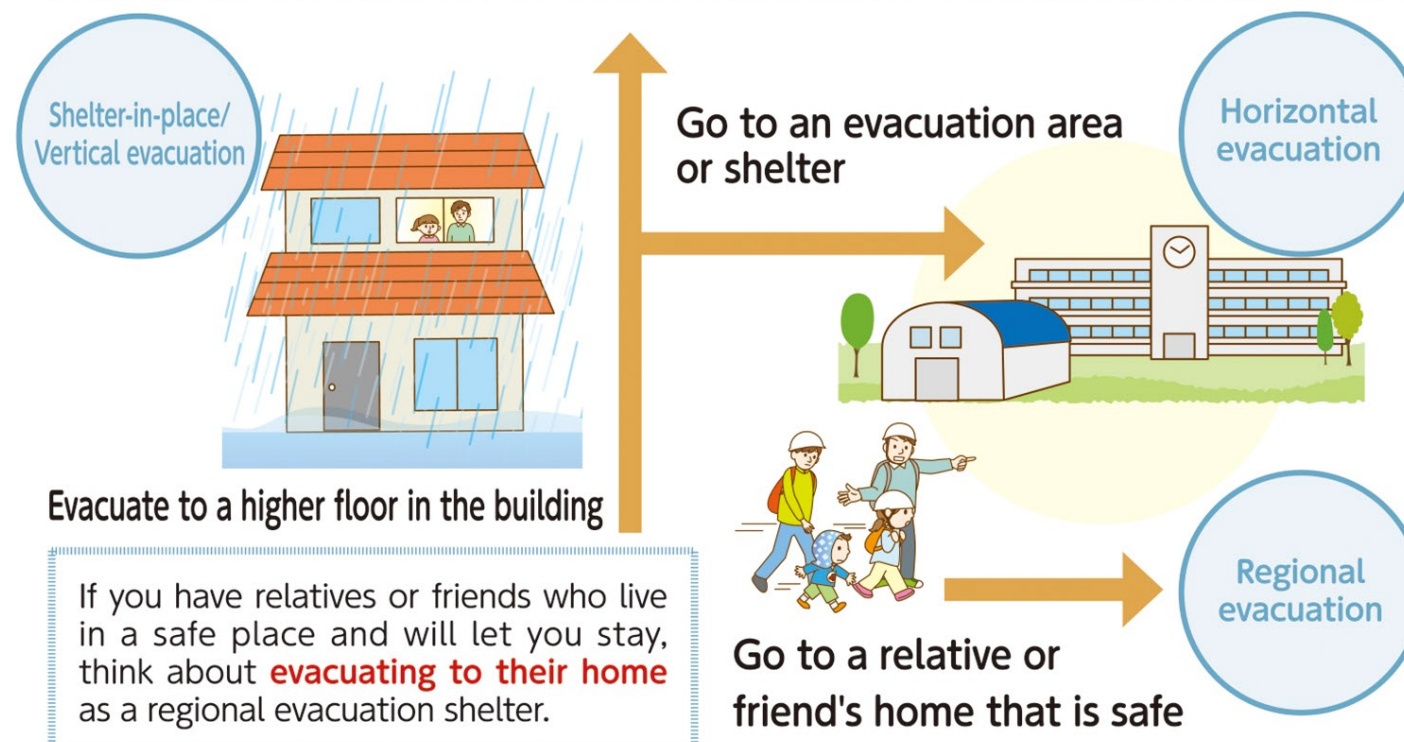 Shelter-in-place/
Vertical evacuation
Go to an evacuation area
or shelter
Horizontal
evacuation
Evacuate to a higher floor in the building
If you have relatives or friends who live
in a safe place and will let you stay,
think about evacuating to their home
as a regional evacuation shelter.
Regional
evacuation
Go to a relative or
friend's home that is safe